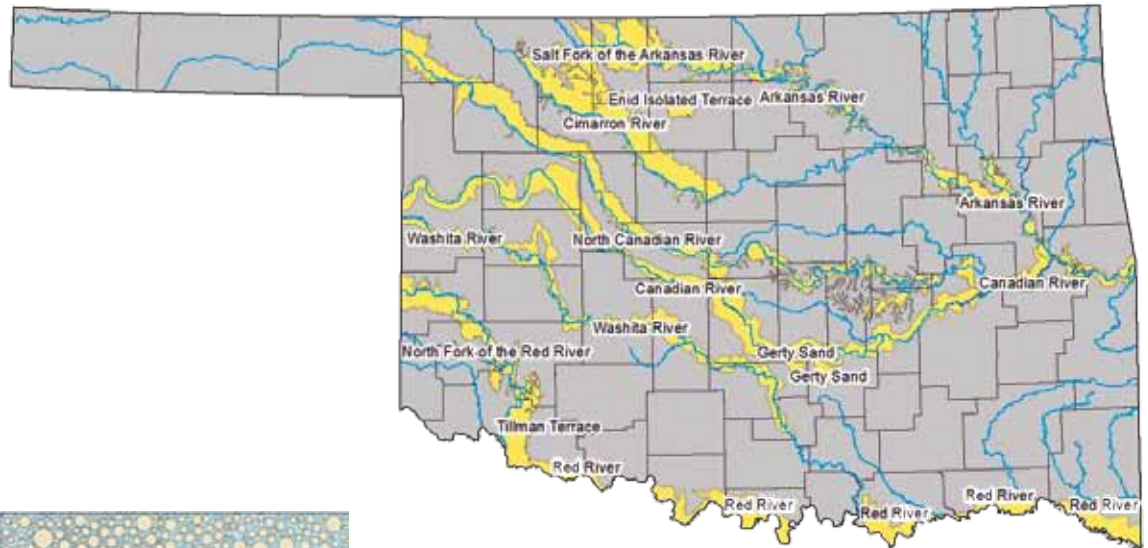 Salt Fork of the Arkansas River
Enid Isolated Terrace
Arkansas River
Cimarron River
Arkansas River
Washita River
North Canadian River
Canadian River
Canadian River
Washita River
North Fork of the Red River
Gerty Sand
Gerty Sand
Tillman Terrace
Red River
Red River
Red River
Red River
Red River